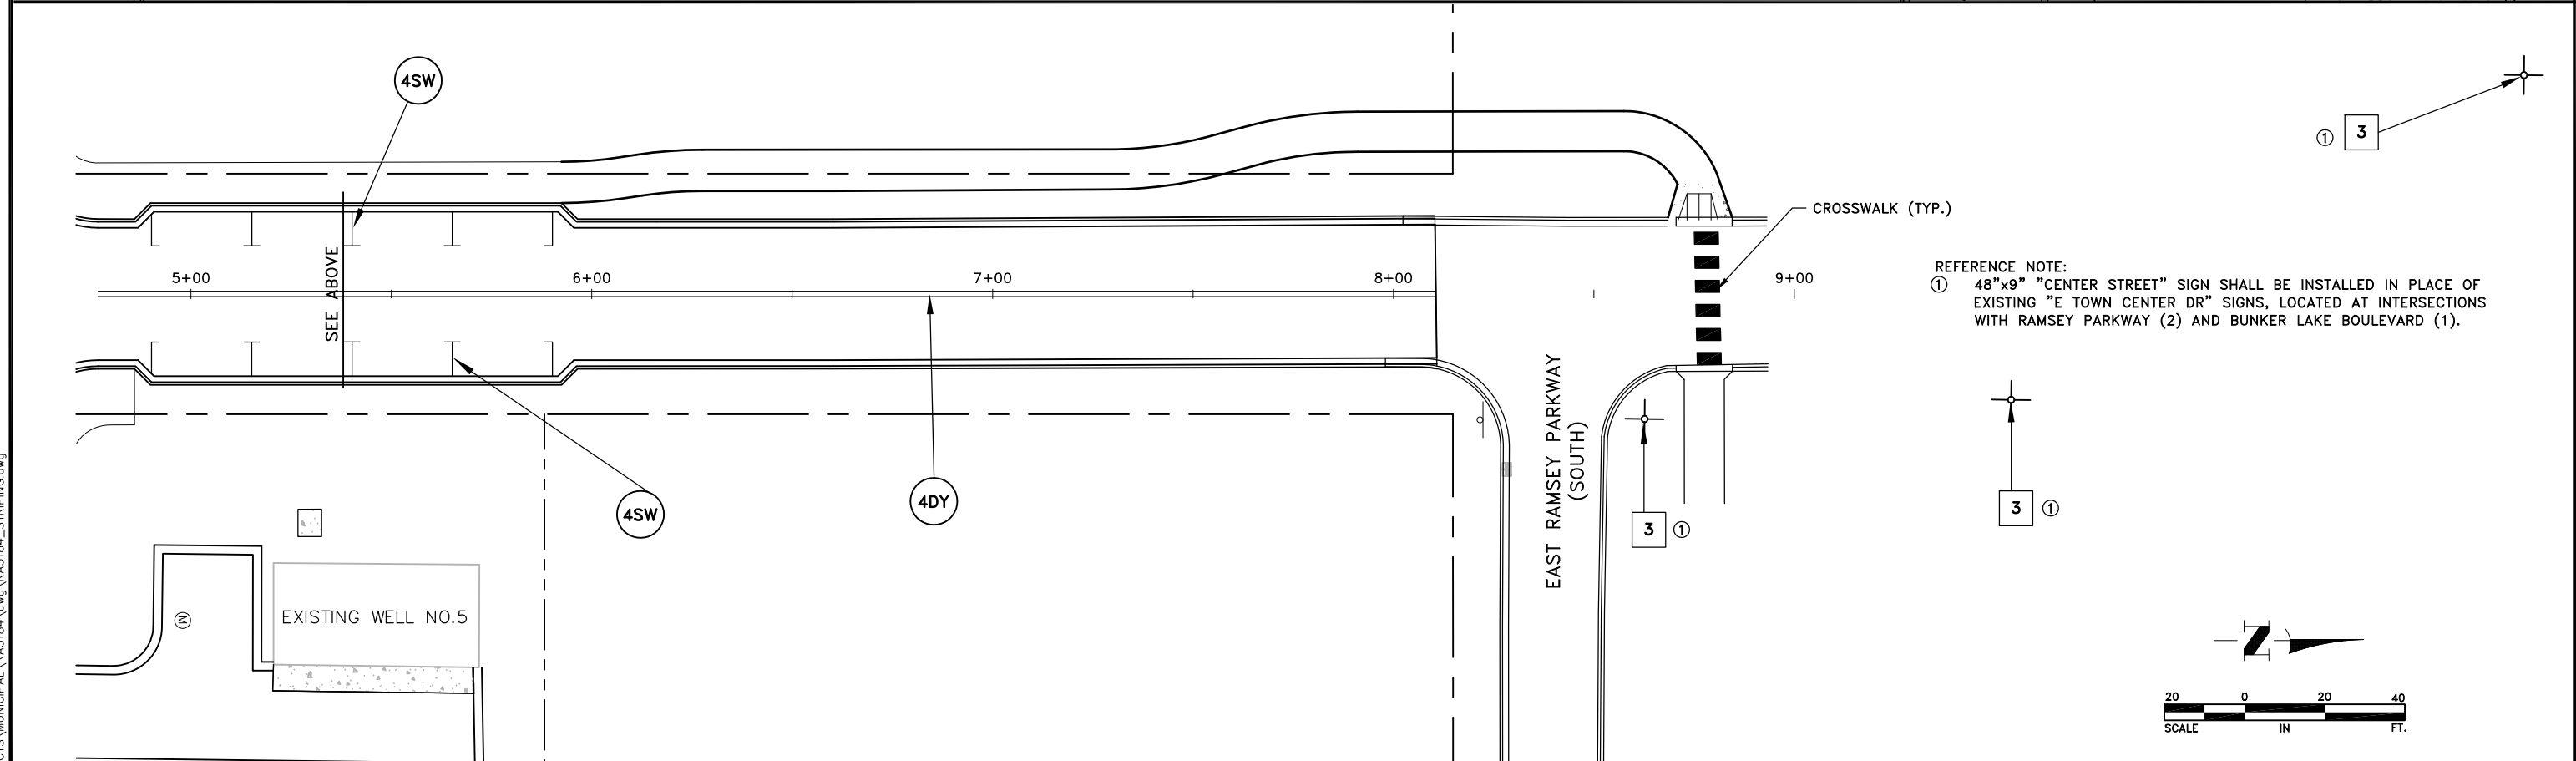 4SW
3
①
CROSSWALK (TYP.)
5+00
6+00
7+00
8+00
9+00
SEE ABOVE
REFERENCE NOTE:
① 48"x9" "CENTER STREET" SIGN SHALL BE INSTALLED IN PLACE OF
EXISTING "E TOWN CENTER DR" SIGNS, LOCATED AT INTERSECTIONS
WITH RAMSEY PARKWAY (2) AND BUNKER LAKE BOULEVARD (1).
4SW
4DY
EAST RAMSEY PARKWAY
(SOUTH)
3 ①
3 ①
EXISTING WELL NO.5
M
N
20 0 20 40
SCALE IN FT.